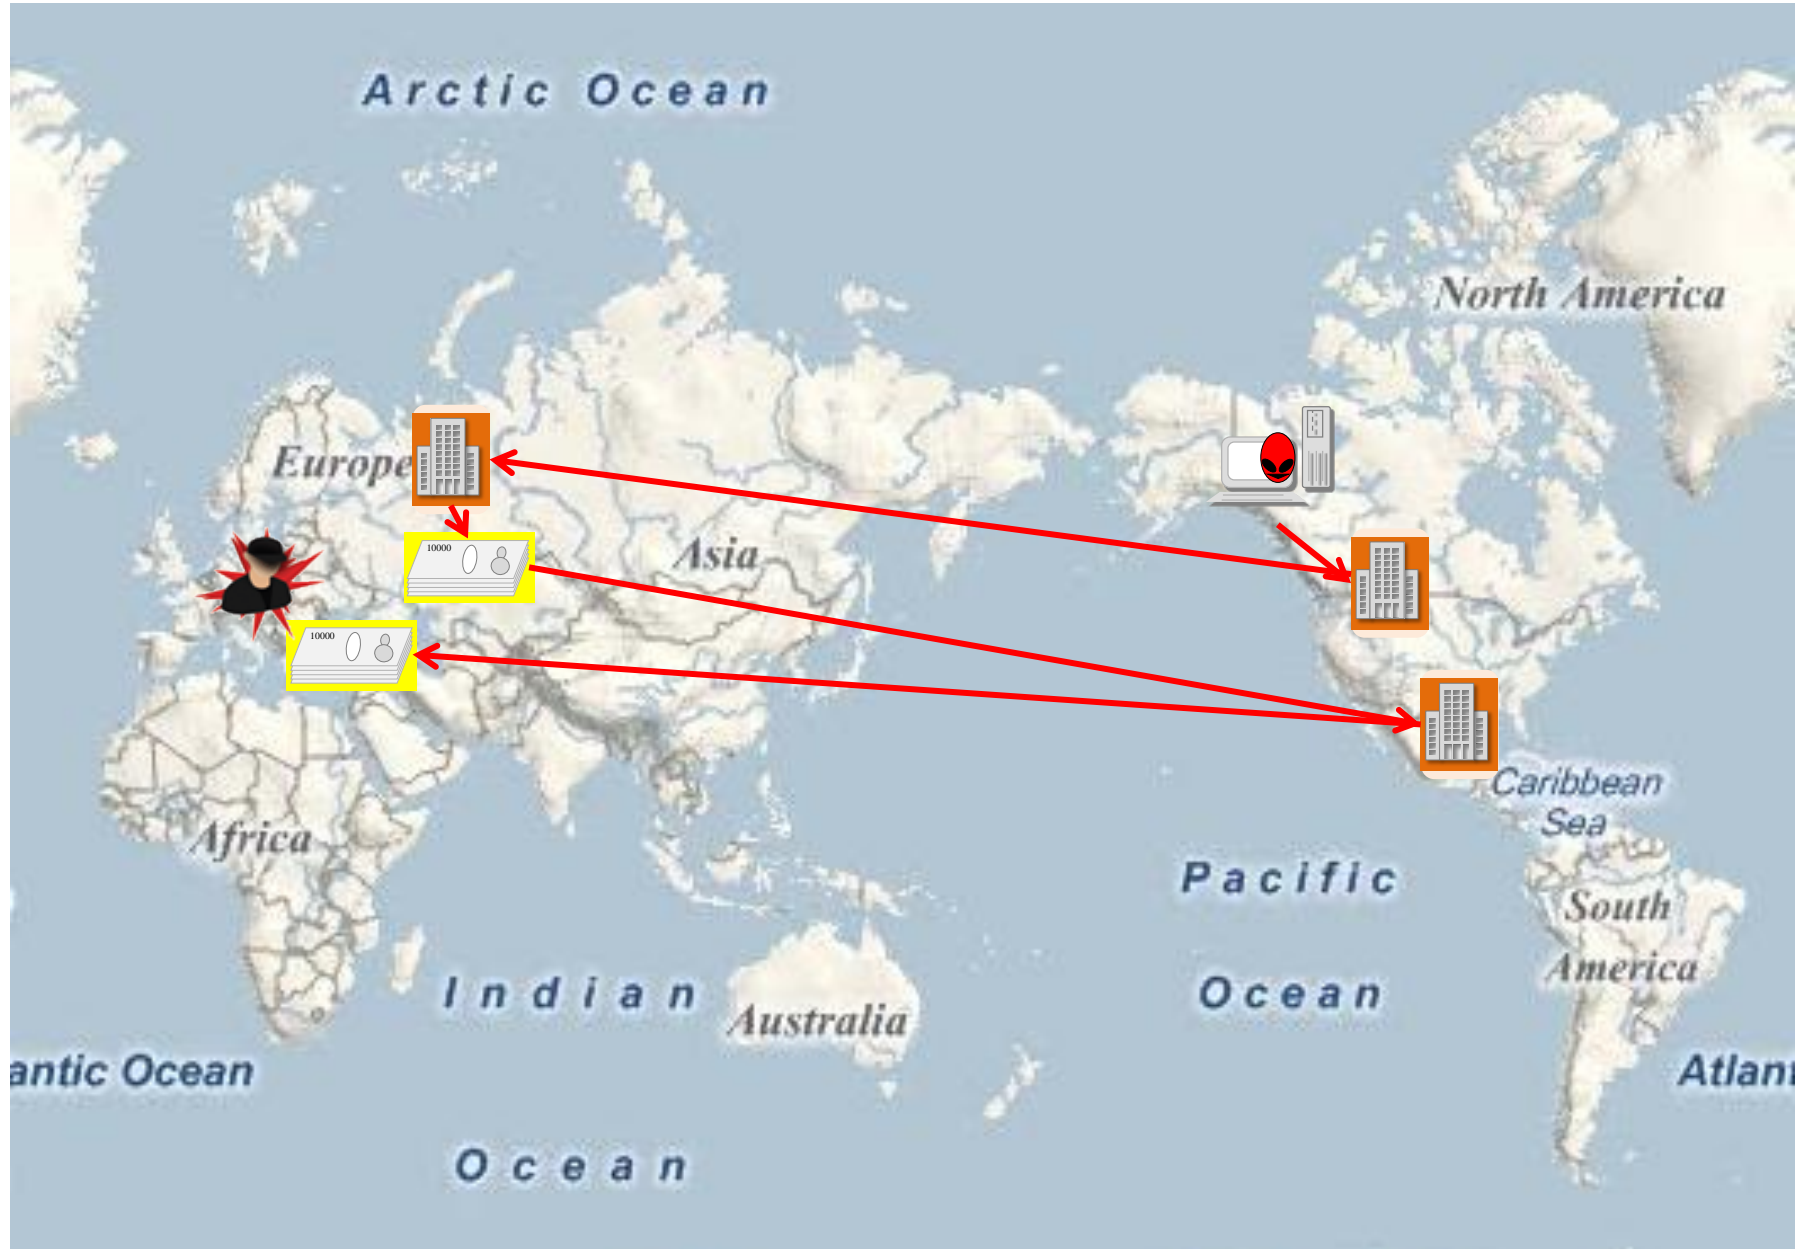 Arctic Ocean
North America
Europe
10000
Asia
10000
Caribbean
Sea
Africa
Pacific
South
America
Indian
Ocean
Australia
antic Ocean
Atlant
Ocean